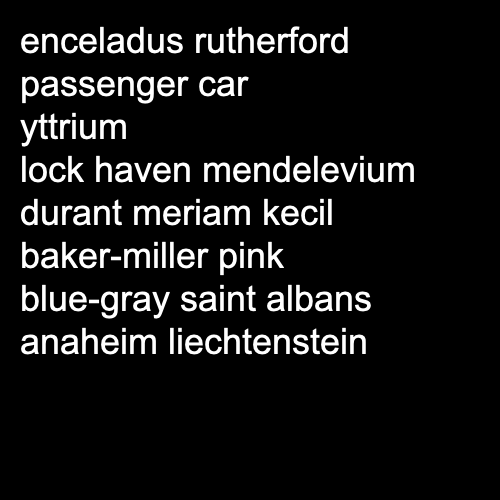 enceladus rutherford
passenger car
yttrium
lock haven mendelevium
durant meriam kecil
baker-miller pink
blue-gray saint albans
anaheim liechtenstein